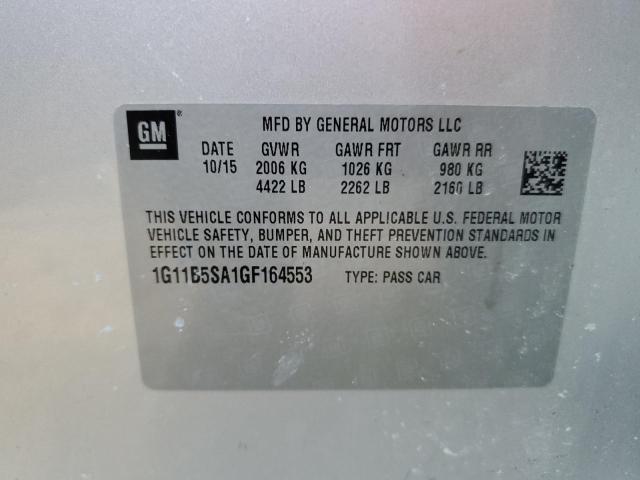 GM®
MFD BY GENERAL MOTORS LLC
DATE GVWR GAWR FRT GAWR RR
10/15 2006 KG 1026 KG 980 KG
4422 LB 2262 LB 2160 LB
THIS VEHICLE CONFORMS TO ALL APPLICABLE U.S. FEDERAL MOTOR
VEHICLE SAFETY, BUMPER, AND THEFT PREVENTION STANDARDS IN
EFFECT ON THE DATE OF MANUFACTURE SHOWN ABOVE.
1G11B5SA1GF164553 TYPE: PASS CAR